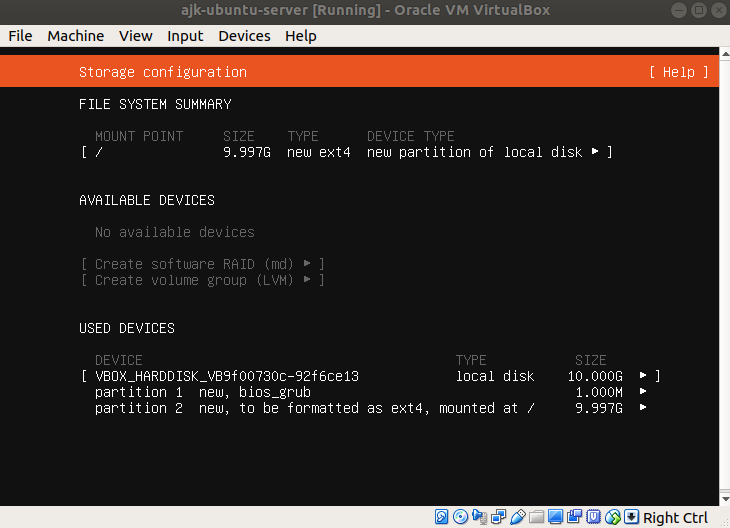 ajk-ubuntu-server [Running] - Oracle VM VirtualBox
File Machine View Input Devices Help
Storage configuration [ Help ]
FILE SYSTEM SUMMARY
MOUNT POINT SIZE TYPE DEVICE TYPE
[ / 9.997G new ext4 new partition of local disk ▸ ]
AVAILABLE DEVICES
No available devices
[ Create software RAID (md) ▸ ]
[ Create volume group (LVM) ▸ ]
USED DEVICES
DEVICE TYPE SIZE
[ VBOX_HARDDISK_VB9f00730c-92f6ce13 local disk 10.000G ▸ ]
partition 1 new, bios_grub 1.000M ▸
partition 2 new, to be formatted as ext4, mounted at / 9.997G ▸
Right Ctrl